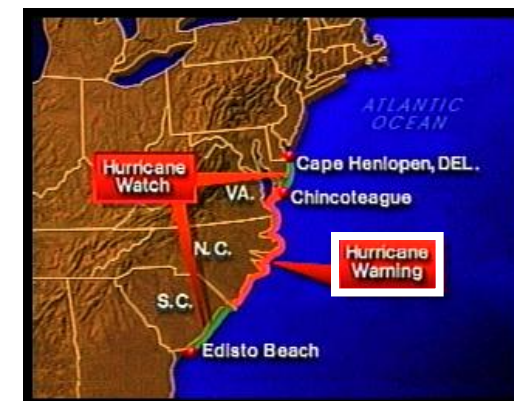 ATLANTIC
OCEAN
Hurricane
Watch
Cape Henlopen, DEL.
VA.
Chincoteague
N.C.
Hurricane
Warning
S.C.
Edisto Beach